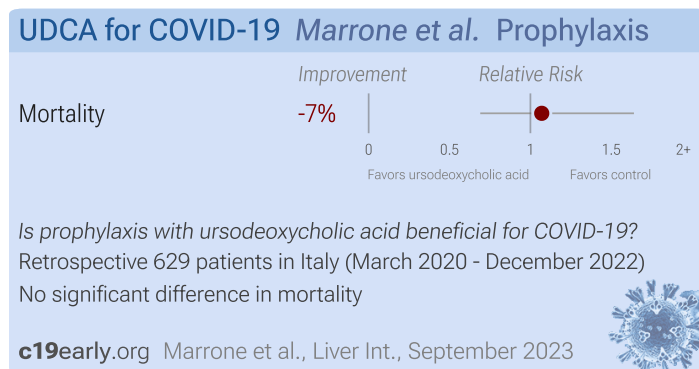 UDCA for COVID-19 Marrone et al. Prophylaxis
Improvement Relative Risk
Mortality -7%
0 0.5 1 1.5 2+
Favors ursodeoxycholic acid Favors control
Is prophylaxis with ursodeoxycholic acid beneficial for COVID-19?
Retrospective 629 patients in Italy (March 2020 - December 2022)
No significant difference in mortality
c19early.org Marrone et al., Liver Int., September 2023